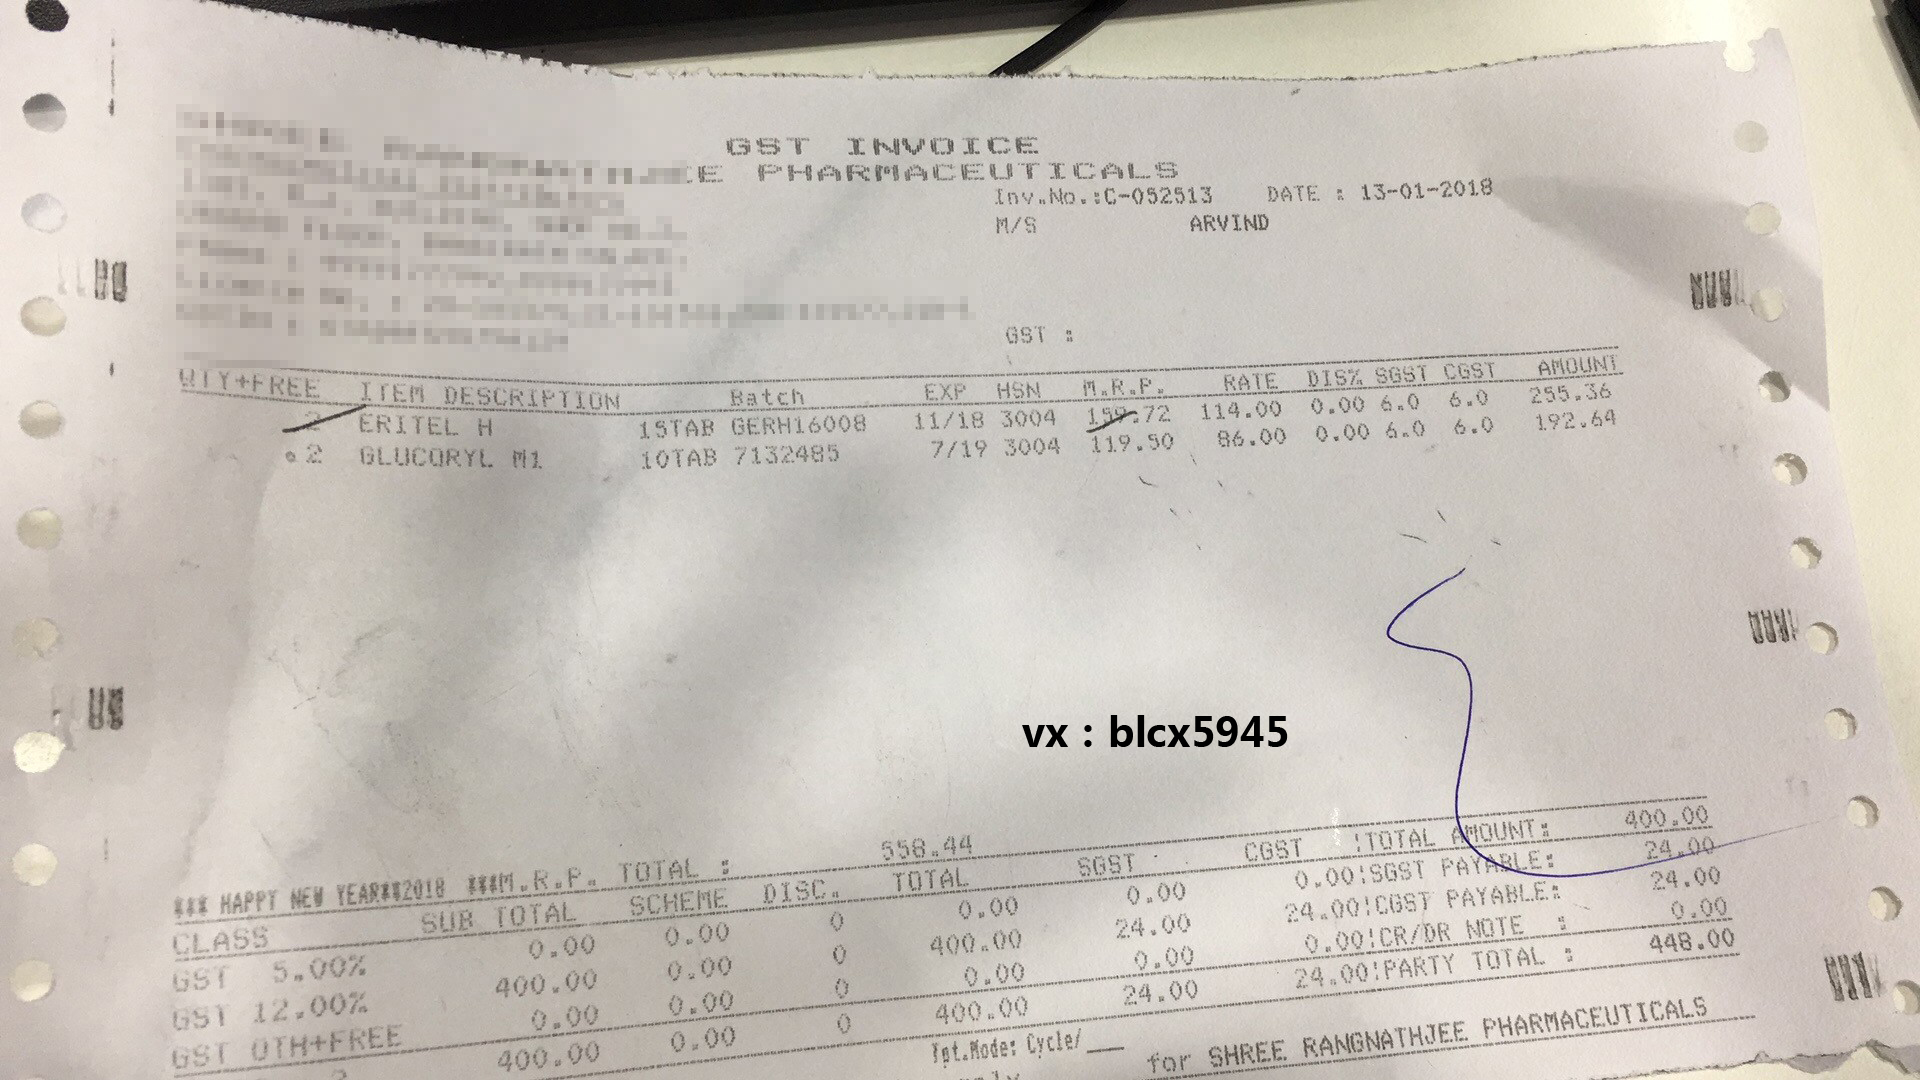 GST INVOICE
PHARMACEUTICALS
Inv.No.:C-052513 DATE : 13-01-2018
M/S ARVIND
GST :
QTY+FREE ITEM DESCRIPTION Batch EXP HSN M.R.P. RATE DIS% SGST CGST AMOUNT
2 ERITEL H 15TAB GERH16008 11/18 3004 159.72 114.00 0.00 6.0 6.0 255.36
2 GLUCORYL M1 10TAB 7132485 7/19 3004 119.50 86.00 0.00 6.0 6.0 192.64
vx : blcx5945
*** HAPPY NEW YEAR**2018 ***M.R.P. TOTAL : 558.44 !TOTAL AMOUNT: 400.00
CLASS SUB TOTAL SCHEME DISC. TOTAL SGST CGST !SGST PAYABLE: 24.00
GST 5.00% 0.00 0.00 0 0.00 0.00 0.00!CGST PAYABLE: 24.00
GST 12.00% 400.00 0.00 0 400.00 24.00 24.00!CR/DR NOTE : 0.00
GST OTH+FREE 0.00 0.00 0 0.00 0.00 0.00!PARTY TOTAL : 448.00
400.00 0.00 0 400.00 24.00 24.00
Tpt.Mode: Cycle/___ for SHREE RANGNATHJEE PHARMACEUTICALS